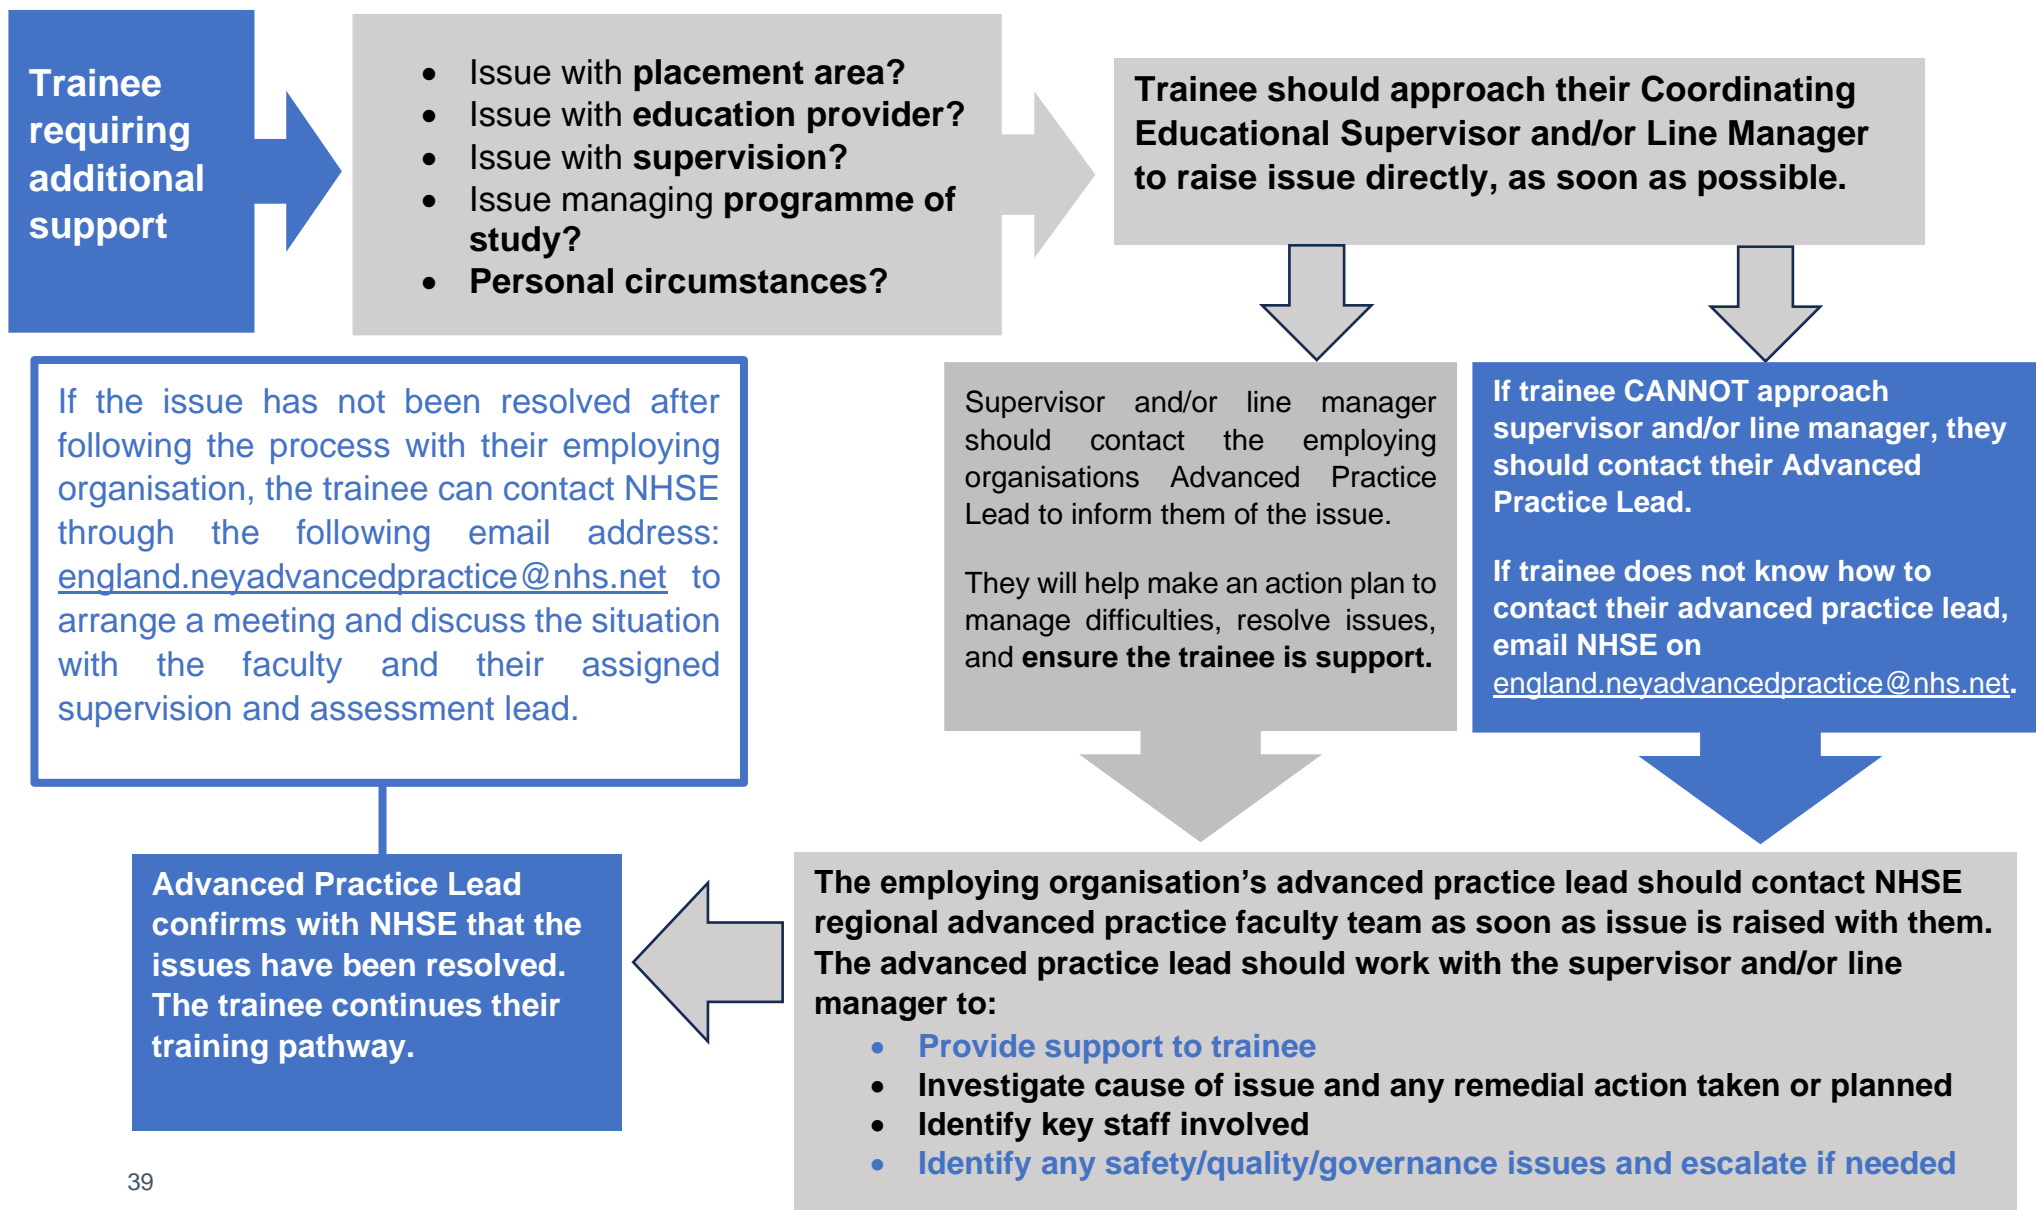 Trainee
requiring
additional
support
• Issue with placement area?
• Issue with education provider?
• Issue with supervision?
• Issue managing programme of
study?
• Personal circumstances?
Trainee should approach their Coordinating
Educational Supervisor and/or Line Manager
to raise issue directly, as soon as possible.
Supervisor and/or line manager
should contact the employing
organisations Advanced Practice
Lead to inform them of the issue.
They will help make an action plan to
manage difficulties, resolve issues,
and ensure the trainee is support.
If trainee CANNOT approach
supervisor and/or line manager, they
should contact their Advanced
Practice Lead.
If trainee does not know how to
contact their advanced practice lead,
email NHSE on
england.neyadvancedpractice@nhs.net.
The employing organisation’s advanced practice lead should contact NHSE
regional advanced practice faculty team as soon as issue is raised with them.
The advanced practice lead should work with the supervisor and/or line
manager to:
• Provide support to trainee
• Investigate cause of issue and any remedial action taken or planned
• Identify key staff involved
• Identify any safety/quality/governance issues and escalate if needed
Advanced Practice Lead
confirms with NHSE that the
issues have been resolved.
The trainee continues their
training pathway.
If the issue has not been resolved after
following the process with their employing
organisation, the trainee can contact NHSE
through the following email address:
england.neyadvancedpractice@nhs.net to
arrange a meeting and discuss the situation
with the faculty and their assigned
supervision and assessment lead.
39